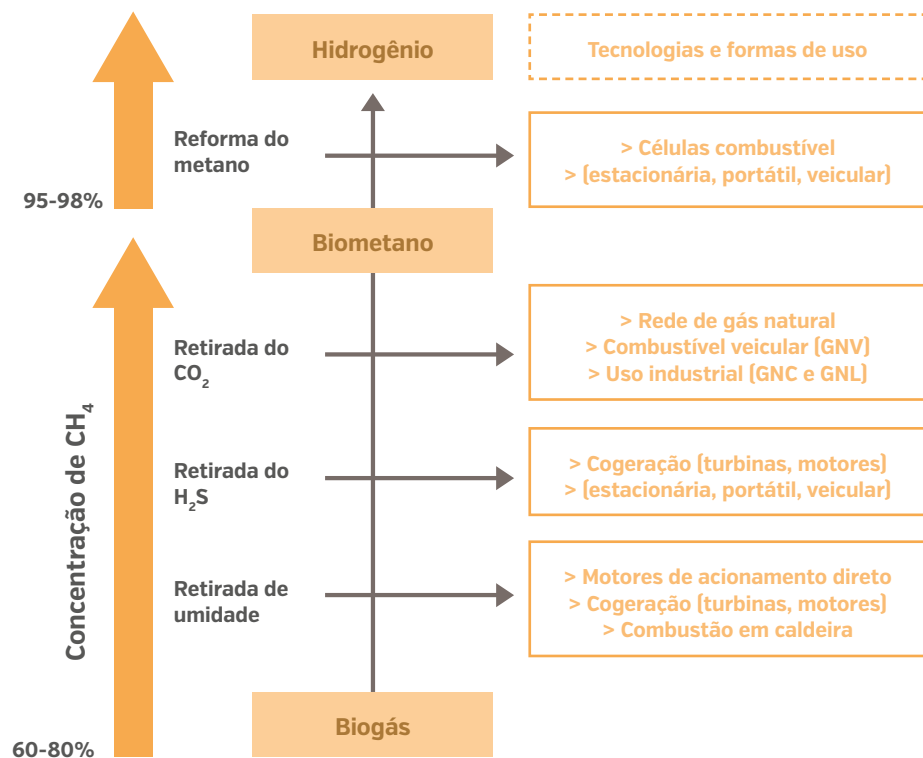 Hidrogênio
Tecnologias e formas de uso
Reforma do
metano
> Células combustível
> (estacionária, portátil, veicular)
95-98%
Biometano
Retirada do
CO₂
> Rede de gás natural
> Combustível veicular (GNV)
> Uso industrial (GNC e GNL)
Concentração de CH₄
Retirada do
H₂S
> Cogeração (turbinas, motores)
> (estacionária, portátil, veicular)
Retirada de
umidade
> Motores de acionamento direto
> Cogeração (turbinas, motores)
> Combustão em caldeira
Biogás
60-80%